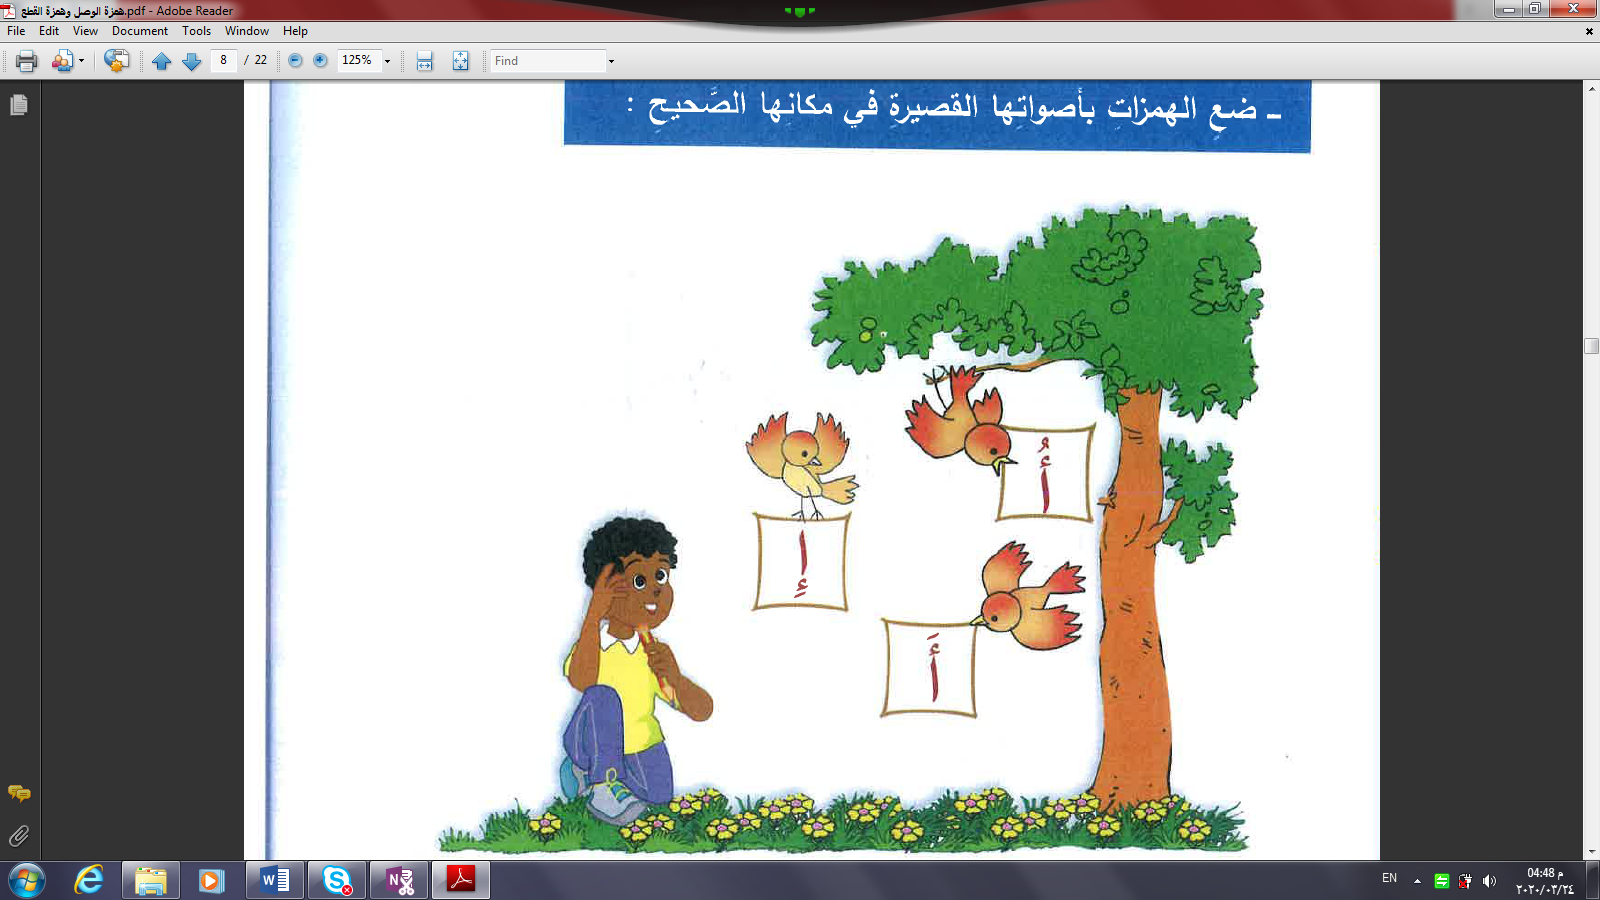 همزة الوصل وهمزة القطع.pdf - Adobe Reader
File Edit View Document Tools Window Help
8 / 22 125% Find
ـ ضعِ الهمزاتِ بأصواتِها القصيرةِ في مكانِها الصَّحيحِ :
أُ
إِ
أَ
EN
04:48 م
٢٠٢٠/٠٣/٢٤